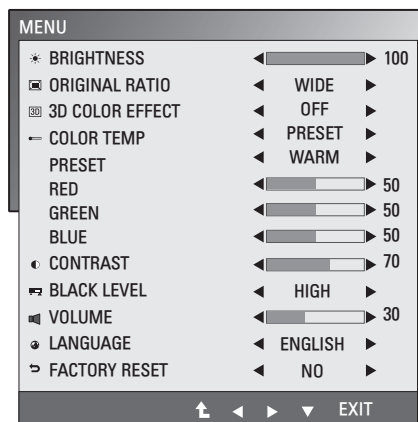 MENU
BRIGHTNESS 100
ORIGINAL RATIO WIDE
3D 3D COLOR EFFECT OFF
COLOR TEMP PRESET
PRESET WARM
RED 50
GREEN 50
BLUE 50
CONTRAST 70
BLACK LEVEL HIGH
VOLUME 30
LANGUAGE ENGLISH
FACTORY RESET NO
EXIT